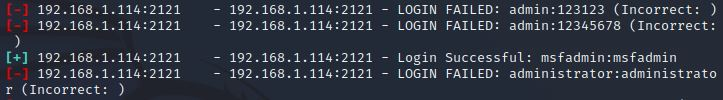 [-] 192.168.1.114:2121    - 192.168.1.114:2121 - LOGIN FAILED: admin:123123 (Incorrect: )
[-] 192.168.1.114:2121    - 192.168.1.114:2121 - LOGIN FAILED: admin:12345678 (Incorrect:
 )
[+] 192.168.1.114:2121    - 192.168.1.114:2121 - Login Successful: msfadmin:msfadmin
[-] 192.168.1.114:2121    - 192.168.1.114:2121 - LOGIN FAILED: administrator:administrato
r (Incorrect: )